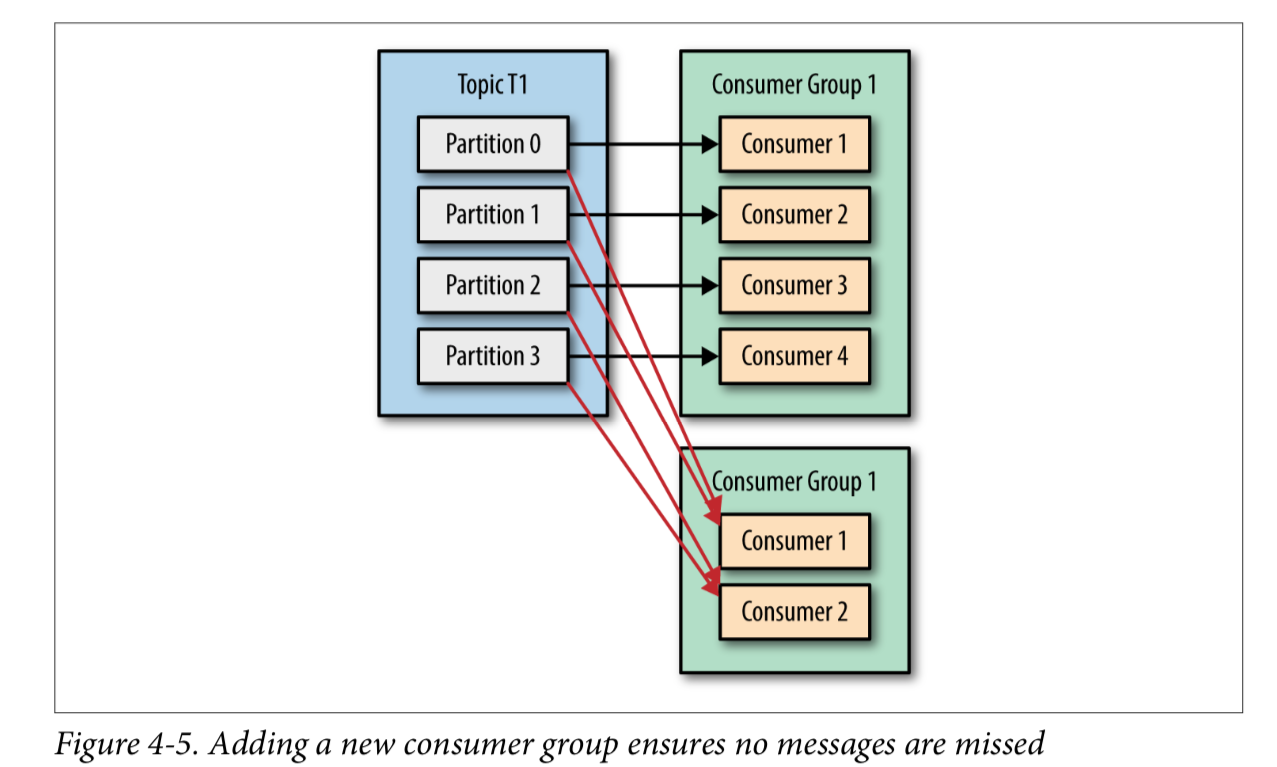 Topic T1
Partition 0
Partition 1
Partition 2
Partition 3
Consumer Group 1
Consumer 1
Consumer 2
Consumer 3
Consumer 4
Consumer Group 1
Consumer 1
Consumer 2
Figure 4-5. Adding a new consumer group ensures no messages are missed